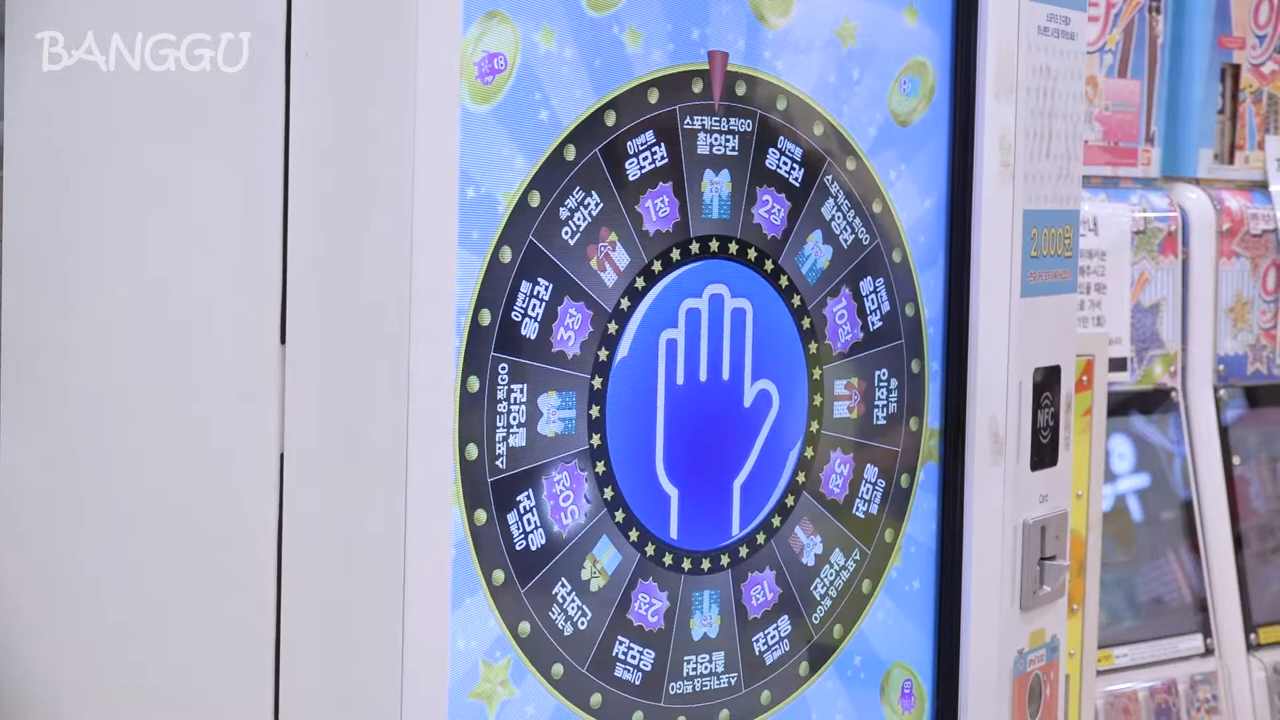 BANGGU
스포카드&찍GO
촬영권
이벤트
응모권
2장
스포카드&찍GO
촬영권
이벤트
응모권
10장
속카드
인화권
이벤트
응모권
3장
스포카드&찍GO
촬영권
이벤트
응모권
1장
스포카드&찍GO
촬영권
이벤트
응모권
2장
속카드
인화권
이벤트
응모권
50장
스포카드&찍GO
촬영권
이벤트
응모권
3장
속카드
인화권
이벤트
응모권
1장
2,000원
NFC
Card